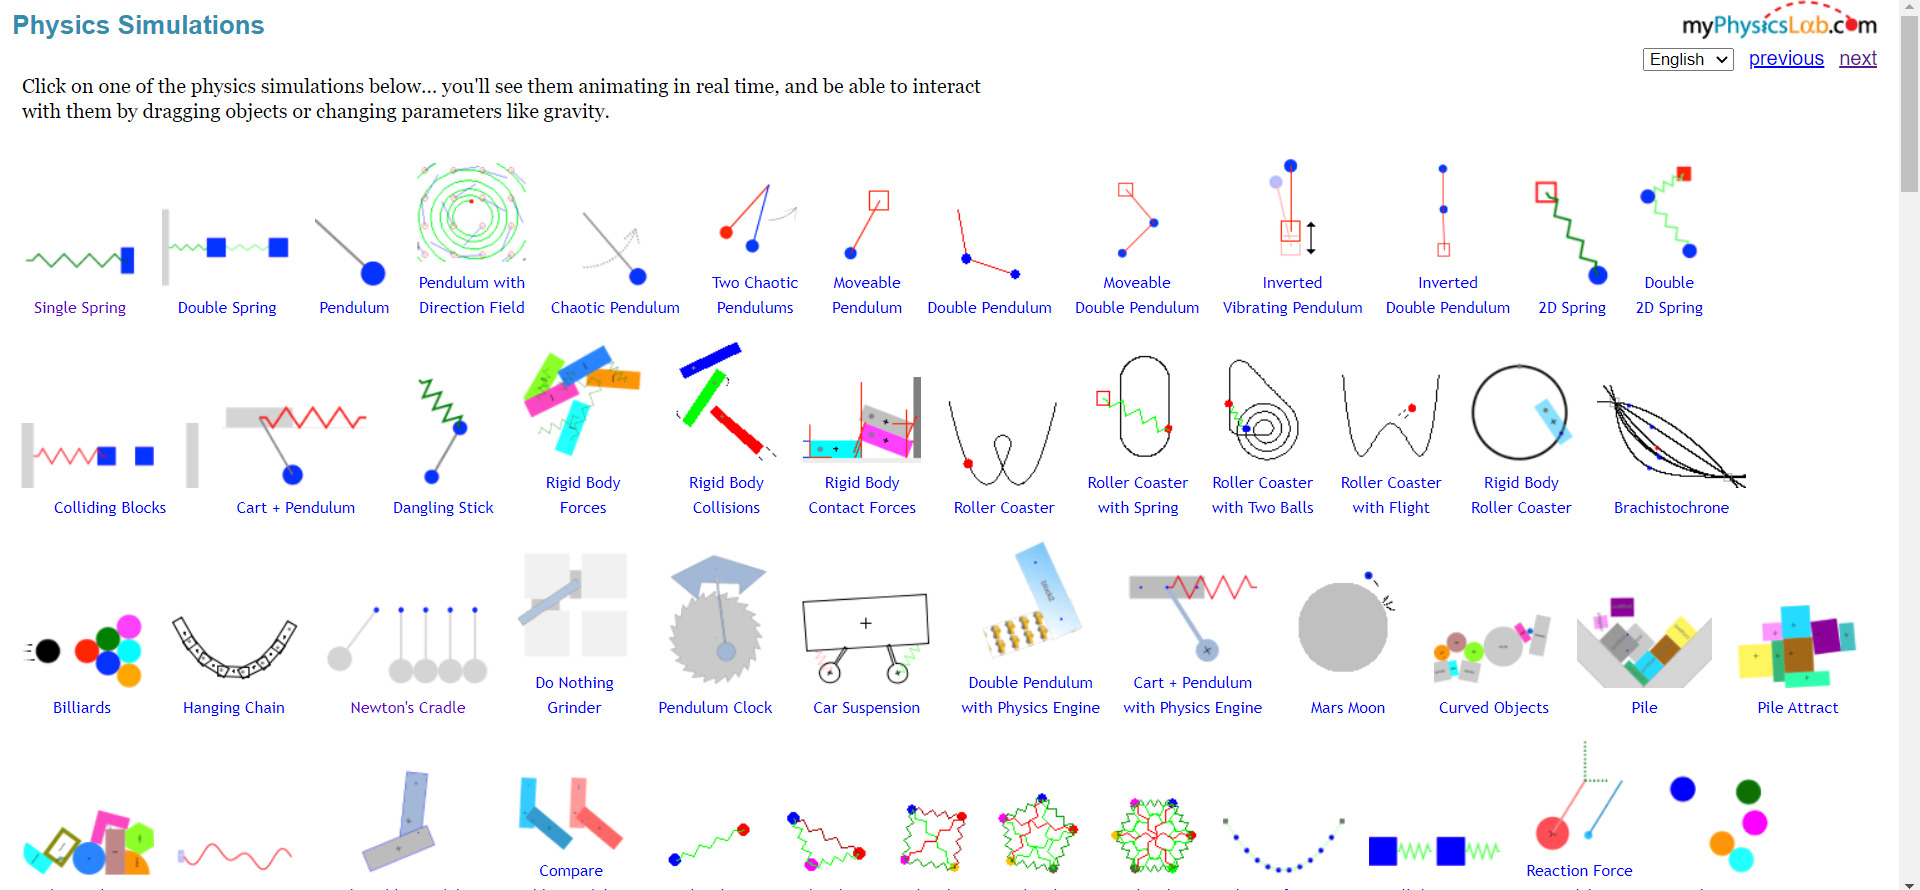 Physics Simulations
myPhysicsLab.com
English
previous
next
Click on one of the physics simulations below... you'll see them animating in real time, and be able to interact
with them by dragging objects or changing parameters like gravity.
Single Spring
Double Spring
Pendulum
Pendulum with
Direction Field
Chaotic Pendulum
Two Chaotic
Pendulums
Moveable
Pendulum
Double Pendulum
Moveable
Double Pendulum
Inverted
Vibrating Pendulum
Inverted
Double Pendulum
2D Spring
Double
2D Spring
Colliding Blocks
Cart + Pendulum
Dangling Stick
Rigid Body
Forces
Rigid Body
Collisions
Rigid Body
Contact Forces
Roller Coaster
Roller Coaster
with Spring
Roller Coaster
with Two Balls
Roller Coaster
with Flight
Rigid Body
Roller Coaster
Brachistochrone
Billiards
Hanging Chain
Newton's Cradle
Do Nothing
Grinder
Pendulum Clock
Car Suspension
block2
Double Pendulum
with Physics Engine
Cart + Pendulum
with Physics Engine
Mars Moon
Curved Objects
Pile
Pile Attract
Compare
Reaction Force